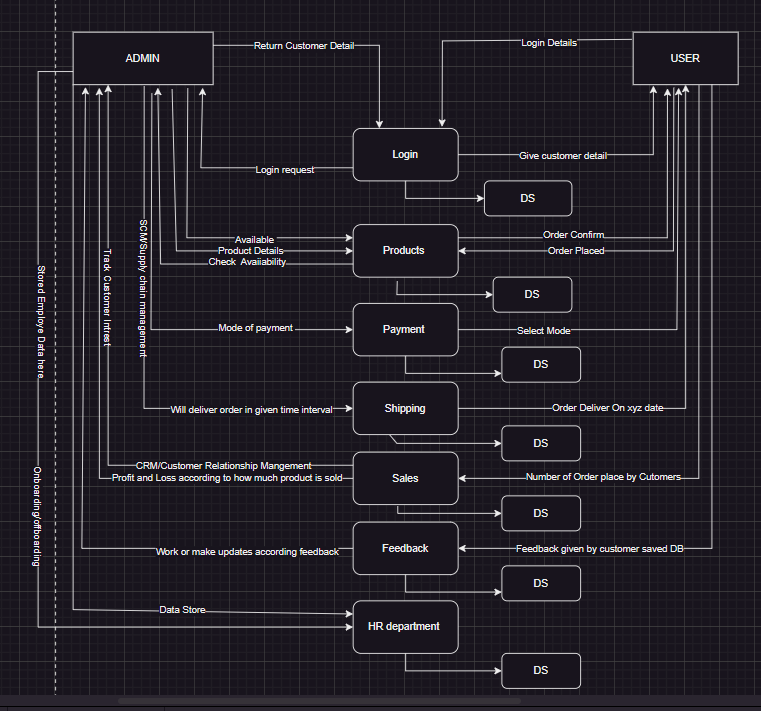 ADMIN
USER
Return Customer Detail
Login Details
Login
Login request
Give customer detail
DS
Available
Product Details
Check Avaiiability
Products
Order Confirm
Order Placed
DS
Mode of payment
Payment
Select Mode
DS
Will deliver order in given time interval
Shipping
Order Deliver On xyz date
DS
CRM/Customer Relationship Mangement
Profit and Loss according to how much product is sold
Sales
Number of Order place by Cutomers
DS
Work or make updates according feedback
Feedback
Feedback given by customer saved DB
DS
Data Store
HR department
DS
Stored Employe Data here
Onboarding/offboarding
Track Customer Intrest
SCM/Supply chain management